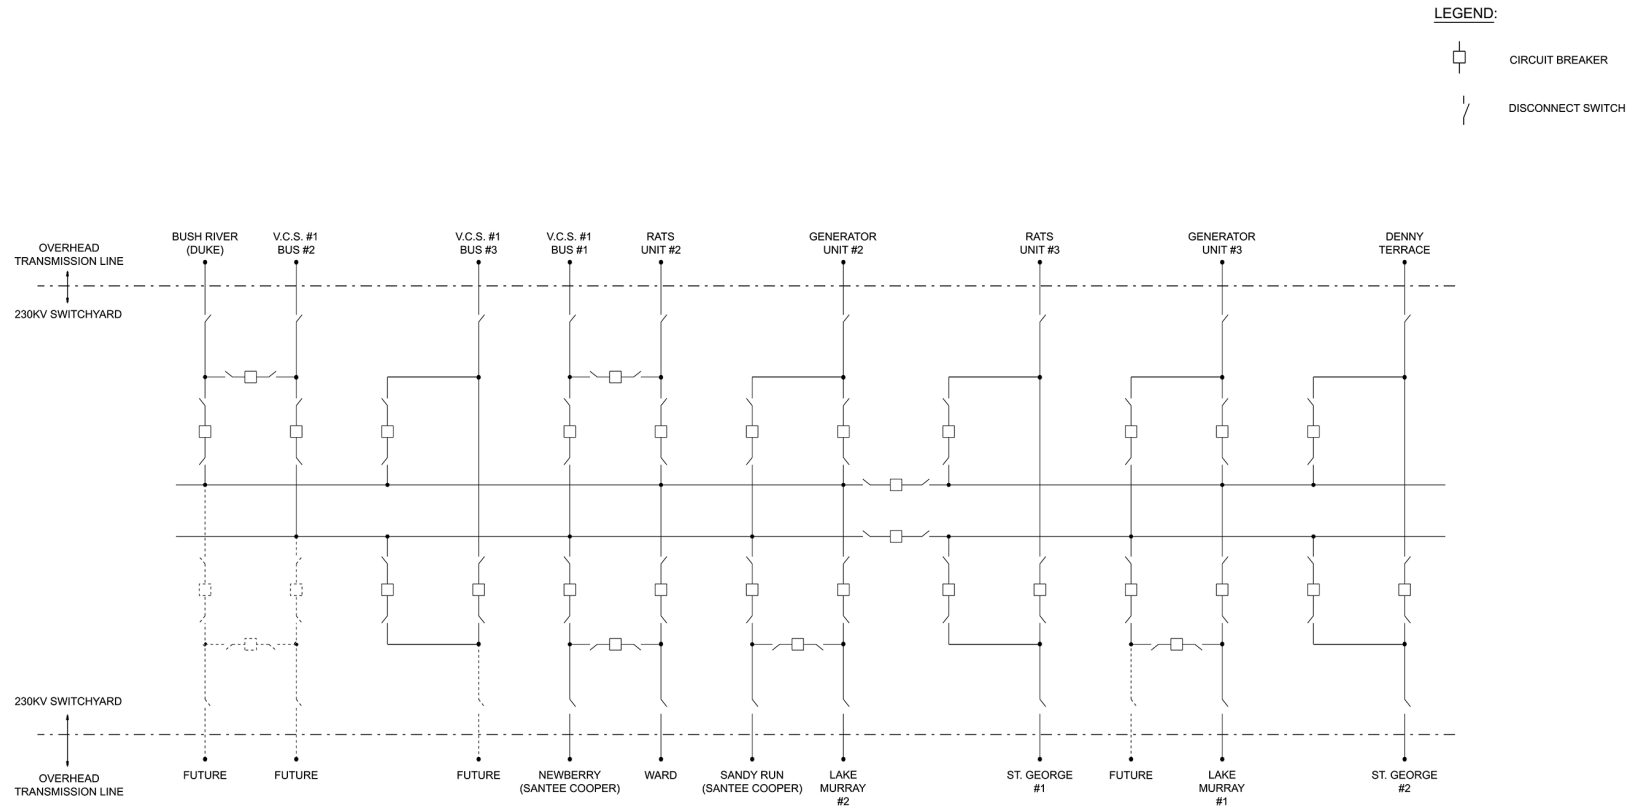 LEGEND:
CIRCUIT BREAKER
DISCONNECT SWITCH
BUSH RIVER
(DUKE)
V.C.S. #1
BUS #2
V.C.S. #1
BUS #3
V.C.S. #1
BUS #1
RATS
UNIT #2
GENERATOR
UNIT #2
RATS
UNIT #3
GENERATOR
UNIT #3
DENNY
TERRACE
OVERHEAD
TRANSMISSION LINE
230KV SWITCHYARD
230KV SWITCHYARD
OVERHEAD
TRANSMISSION LINE
FUTURE
FUTURE
FUTURE
NEWBERRY
(SANTEE COOPER)
WARD
SANDY RUN
(SANTEE COOPER)
LAKE
MURRAY
#2
ST. GEORGE
#1
FUTURE
LAKE
MURRAY
#1
ST. GEORGE
#2